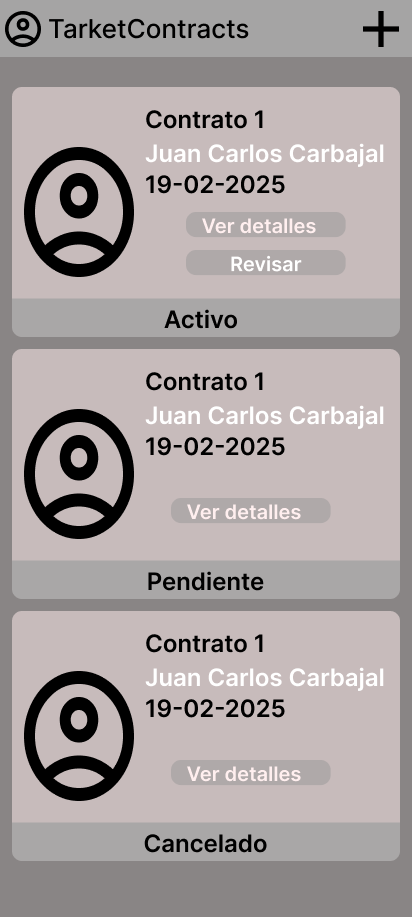 TarketContracts
Contrato 1
Juan Carlos Carbajal
19-02-2025
Ver detalles
Revisar
Activo
Contrato 1
Juan Carlos Carbajal
19-02-2025
Ver detalles
Pendiente
Contrato 1
Juan Carlos Carbajal
19-02-2025
Ver detalles
Cancelado